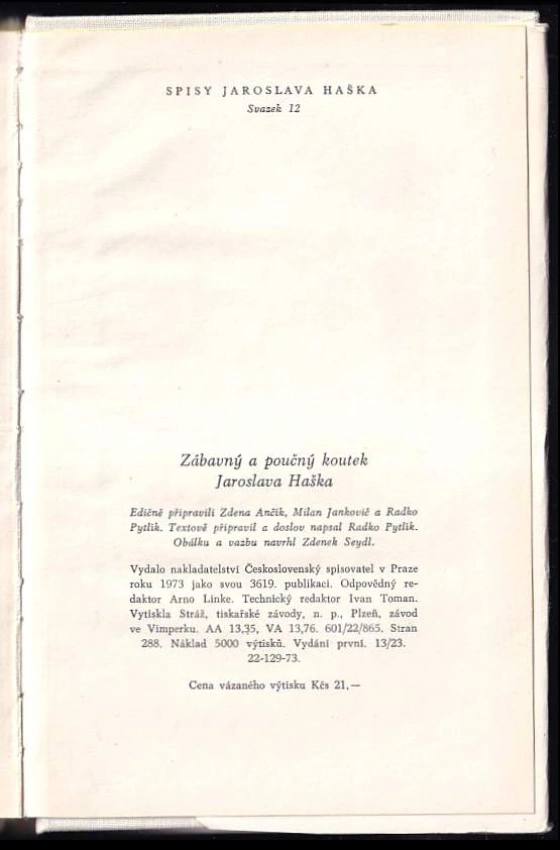 SPISY JAROSLAVA HAŠKA
Svazek 12
Zábavný a poučný koutek
Jaroslava Haška
Edičně připravili Zdena Ančík, Milan Jankovič a Radko
Pytlík. Textově připravil a doslov napsal Radko Pytlík.
Obálku a vazbu navrhl Zdenek Seydl.
Vydalo nakladatelství Československý spisovatel v Praze
roku 1973 jako svou 3619. publikaci. Odpovědný re-
daktor Arno Linke. Technický redaktor Ivan Toman.
Vytiskla Stráž, tiskařské závody, n. p., Plzeň, závod
ve Vimperku. AA 13,35, VA 13,76. 601/22/865. Stran
288. Náklad 5000 výtisků. Vydání první. 13/23.
22-129-73.
Cena vázaného výtisku Kčs 21,—